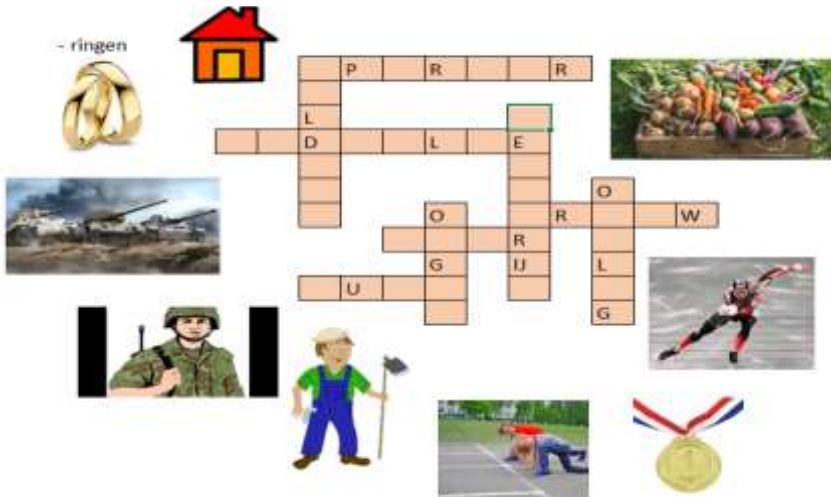 - ringen
P R R
L
D L E
O
O R W
R
G IJ L
U
G